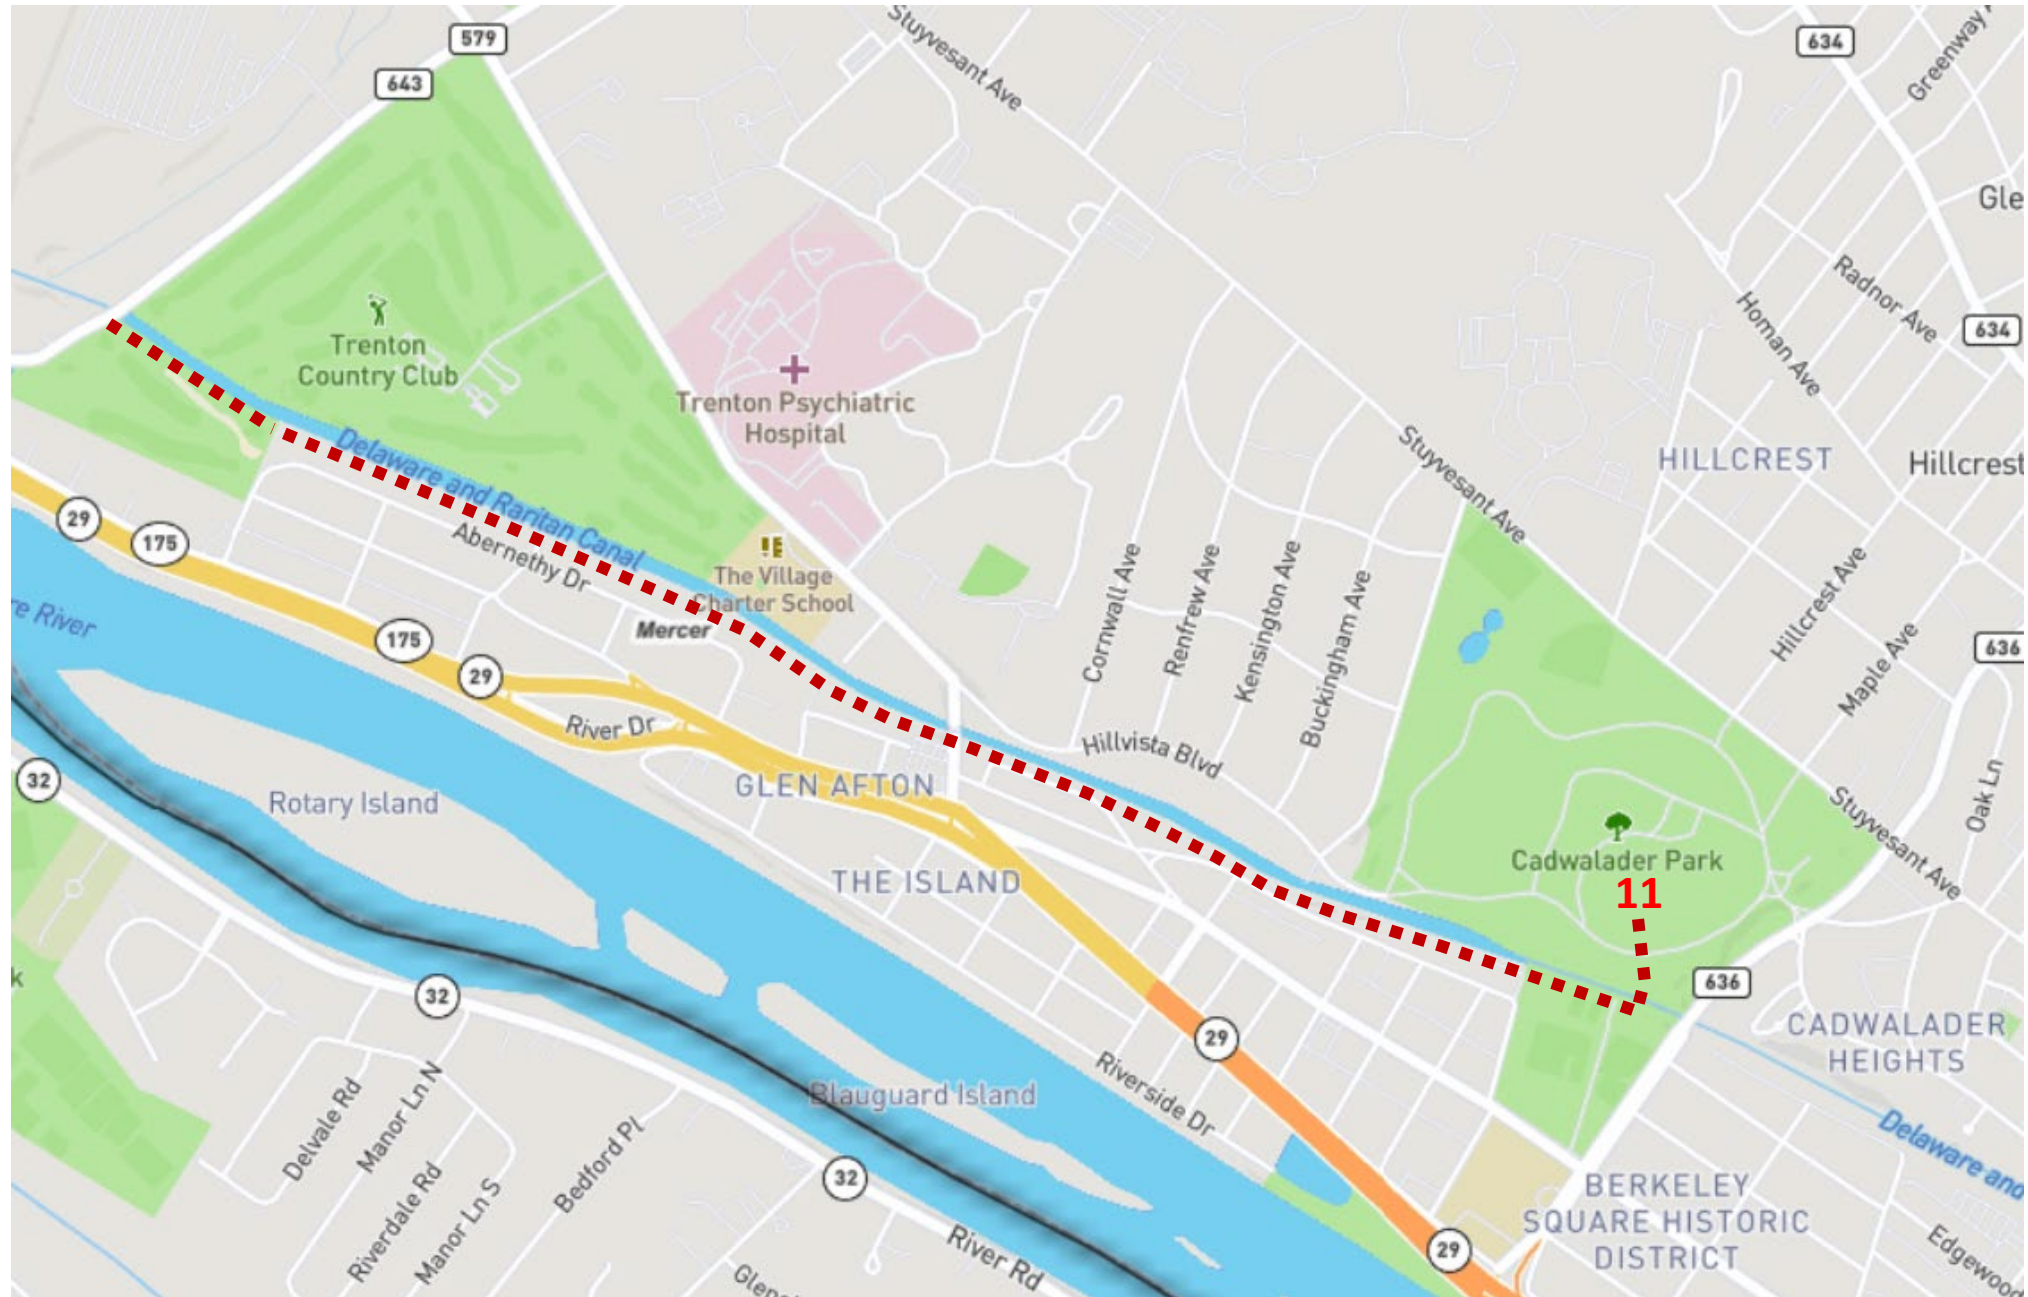 Stuyvesant Ave
579
634
Greenway
643
Gle
Radnor Ave
Homan Ave
634
Trenton
Country Club
Trenton Psychiatric
Hospital
Delaware and Raritan Canal
Stuyvesant Ave
HILLCREST
Hillcrest
29
175
Abernethy Dr
The Village
Charter School
Mercer
Cornwall Ave
Renfrew Ave
Kensington Ave
Buckingham Ave
Hillcrest Ave
Maple Ave
636
re River
175
29
River Dr
Hillvista Blvd
32
Rotary Island
GLEN AFTON
Oak Ln
Stuyvesant Ave
Cadwalader Park
11
THE ISLAND
k
32
636
29
CADWALADER
HEIGHTS
Blauguard Island
Riverside Dr
Delaware and
Delvale Rd
Manor Ln N
Bedford Pl
Riverdale Rd
Manor Ln S
32
BERKELEY
SQUARE HISTORIC
DISTRICT
River Rd
29
Edgewood